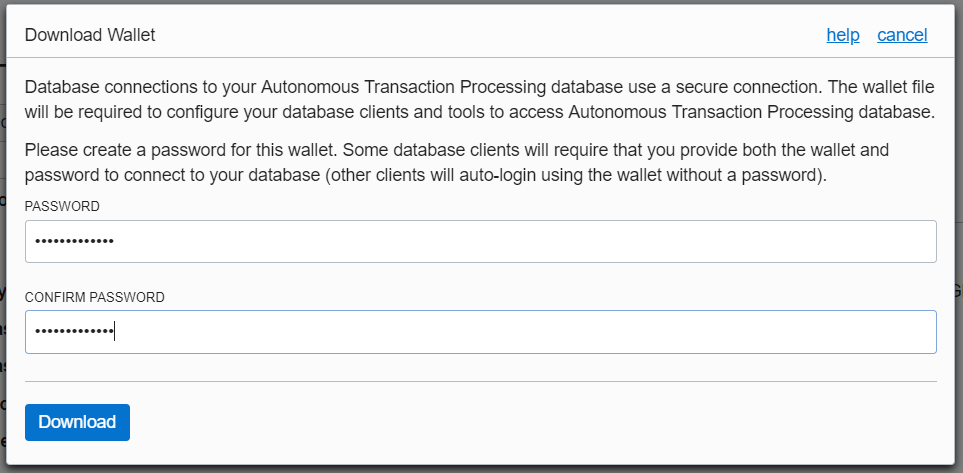 Download Wallet help cancel
Database connections to your Autonomous Transaction Processing database use a secure connection. The wallet file
will be required to configure your database clients and tools to access Autonomous Transaction Processing database.
Please create a password for this wallet. Some database clients will require that you provide both the wallet and
password to connect to your database (other clients will auto-login using the wallet without a password).
PASSWORD
•••••••••••••
CONFIRM PASSWORD
•••••••••••••
Download